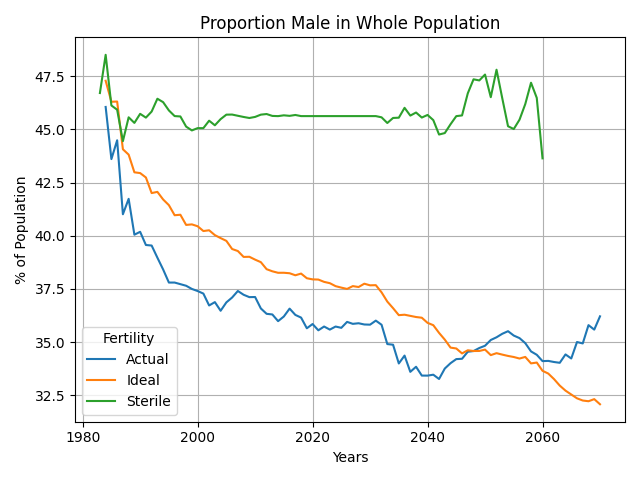 Proportion Male in Whole Population
% of Population
47.5
45.0
42.5
40.0
37.5
35.0
32.5
Fertility
Actual
Ideal
Sterile
1980
2000
2020
2040
2060
Years